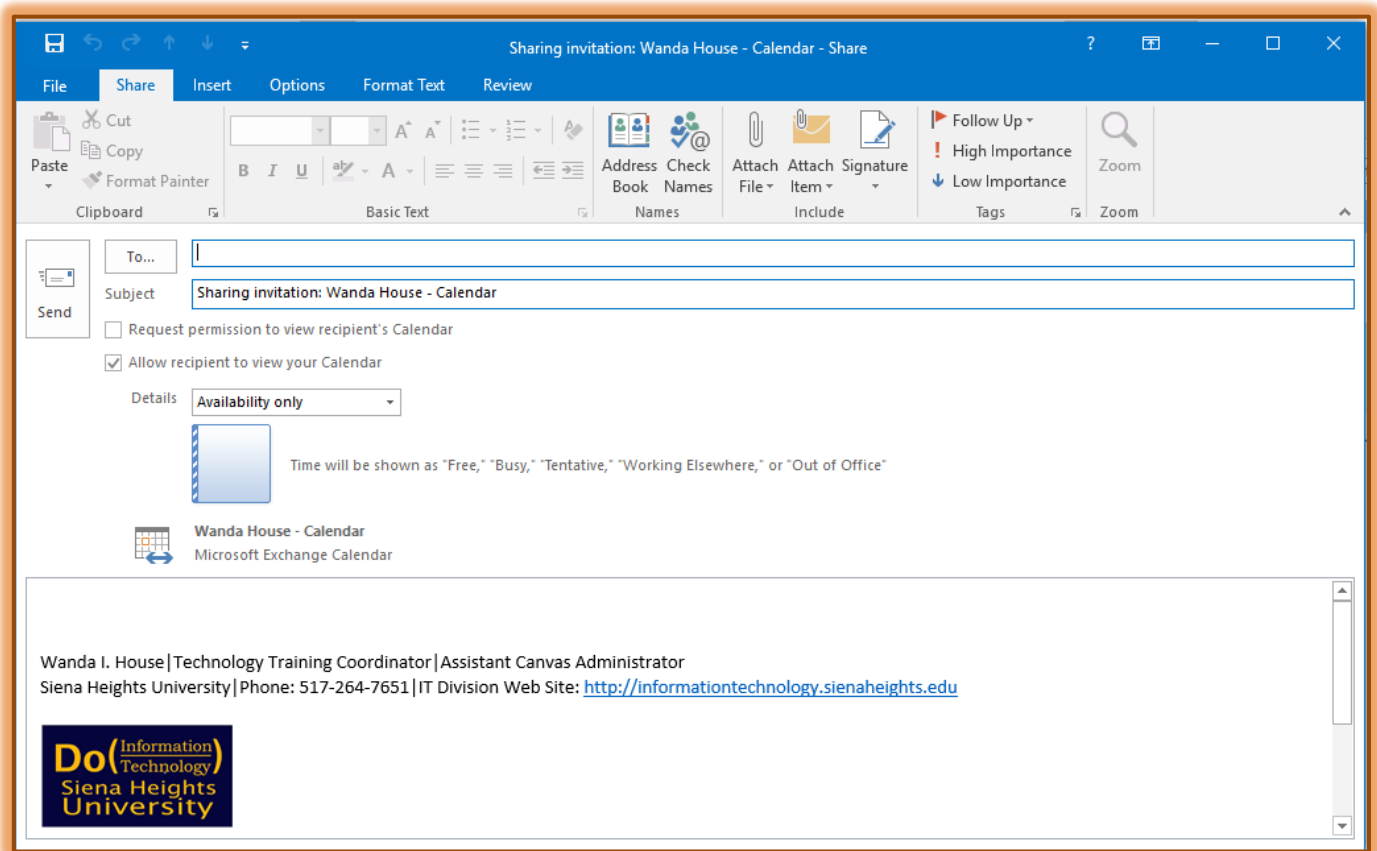 Sharing invitation: Wanda House - Calendar - Share
?
File Share Insert Options Format Text Review
Paste
Cut
Copy
Format Painter
Clipboard
A A
B I U aby A
Basic Text
Address Book
Check Names
Names
Attach File
Attach Item
Signature
Include
Follow Up
! High Importance
Low Importance
Tags
Zoom
Zoom
Send
To...
Subject Sharing invitation: Wanda House - Calendar
Request permission to view recipient's Calendar
Allow recipient to view your Calendar
Details Availability only
Time will be shown as "Free," "Busy," "Tentative," "Working Elsewhere," or "Out of Office"
Wanda House - Calendar
Microsoft Exchange Calendar
Wanda I. House|Technology Training Coordinator|Assistant Canvas Administrator
Siena Heights University|Phone: 517-264-7651|IT Division Web Site: http://informationtechnology.sienaheights.edu
Do(Information Technology)
Siena Heights
University